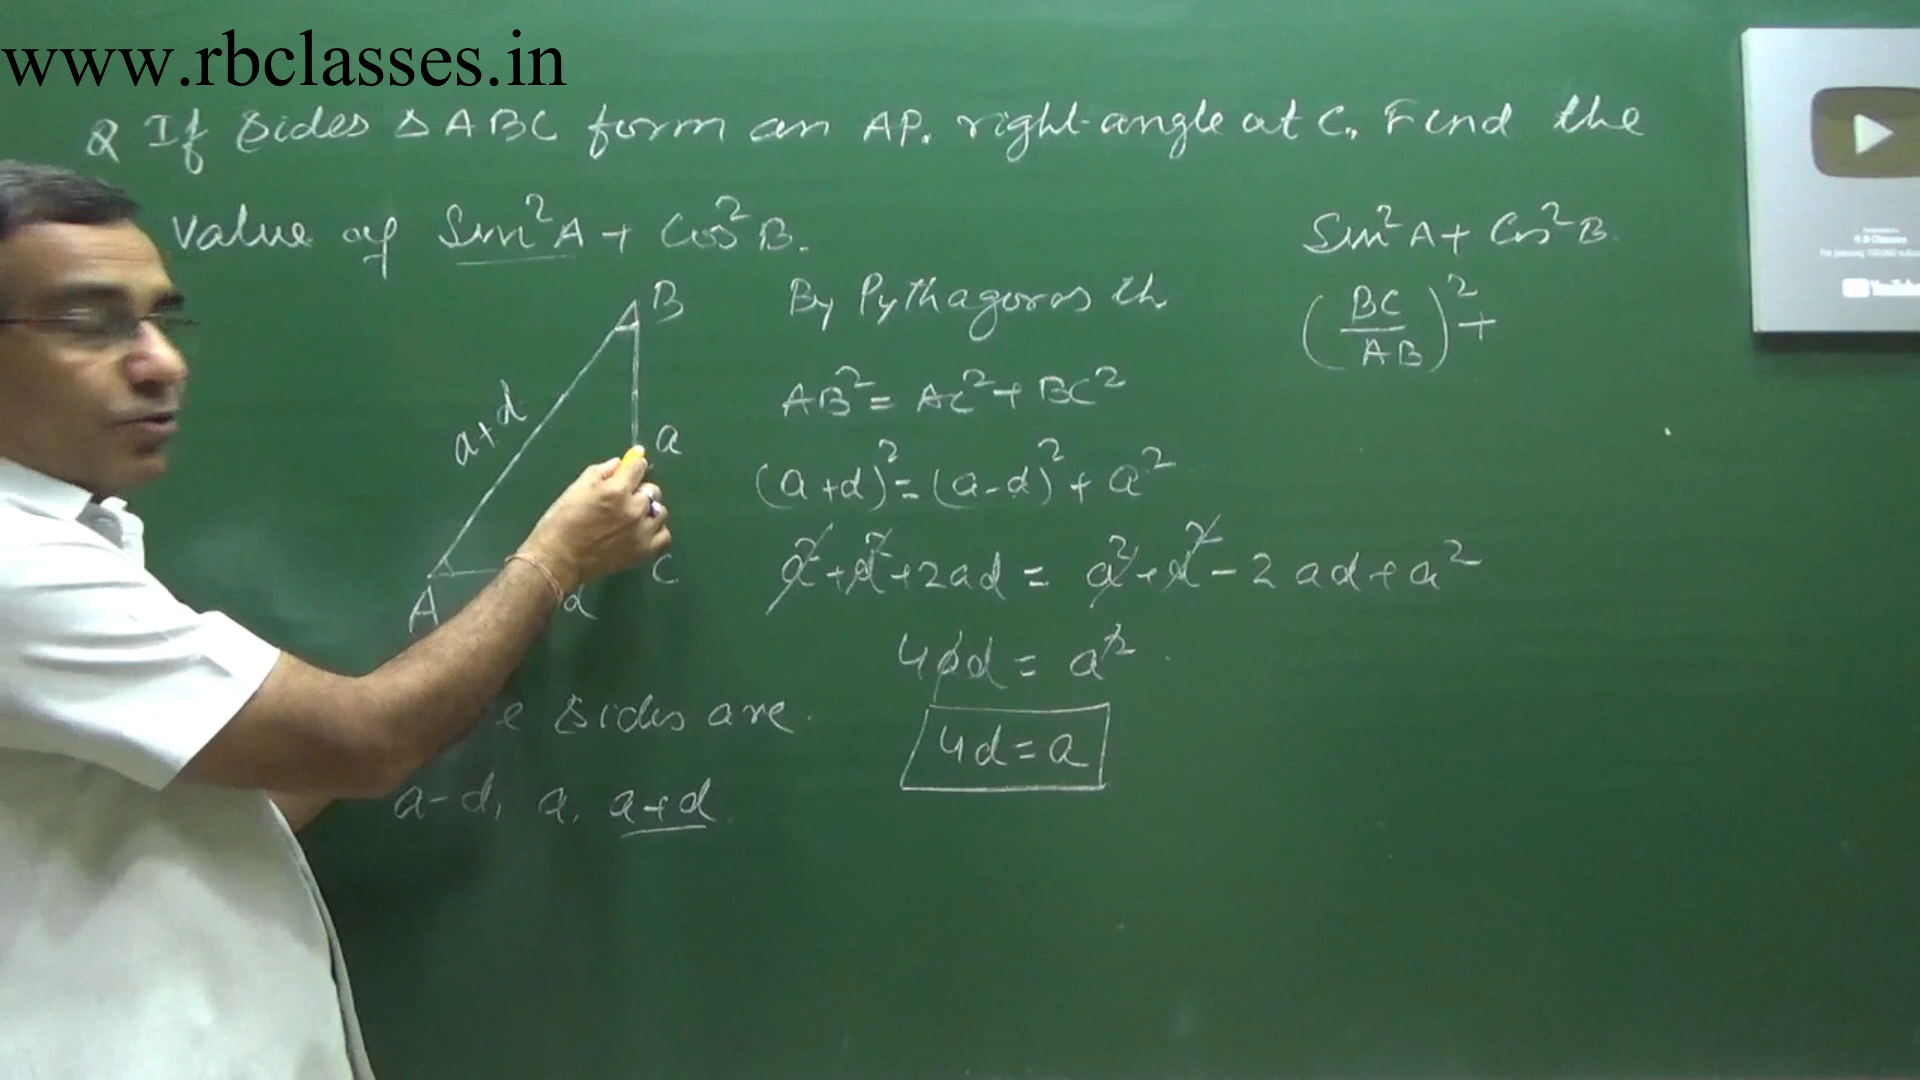 www.rbclasses.in
Q If Sides Δ ABC form an AP. right-angle at C. Find the
value of Sin²A + Cos²B.
Sin²A + Cos²B.
B
By Pythagoras th
(BC/AB)² +
AB² = AC² + BC²
a+d
a
(a+d)² = (a-d)² + a²
a² + d² + 2ad = a² + d² - 2ad + a²
A
C
d
4ad = a²
sides are.
4d = a
a-d, a, a+d
R B Classes
YouTube